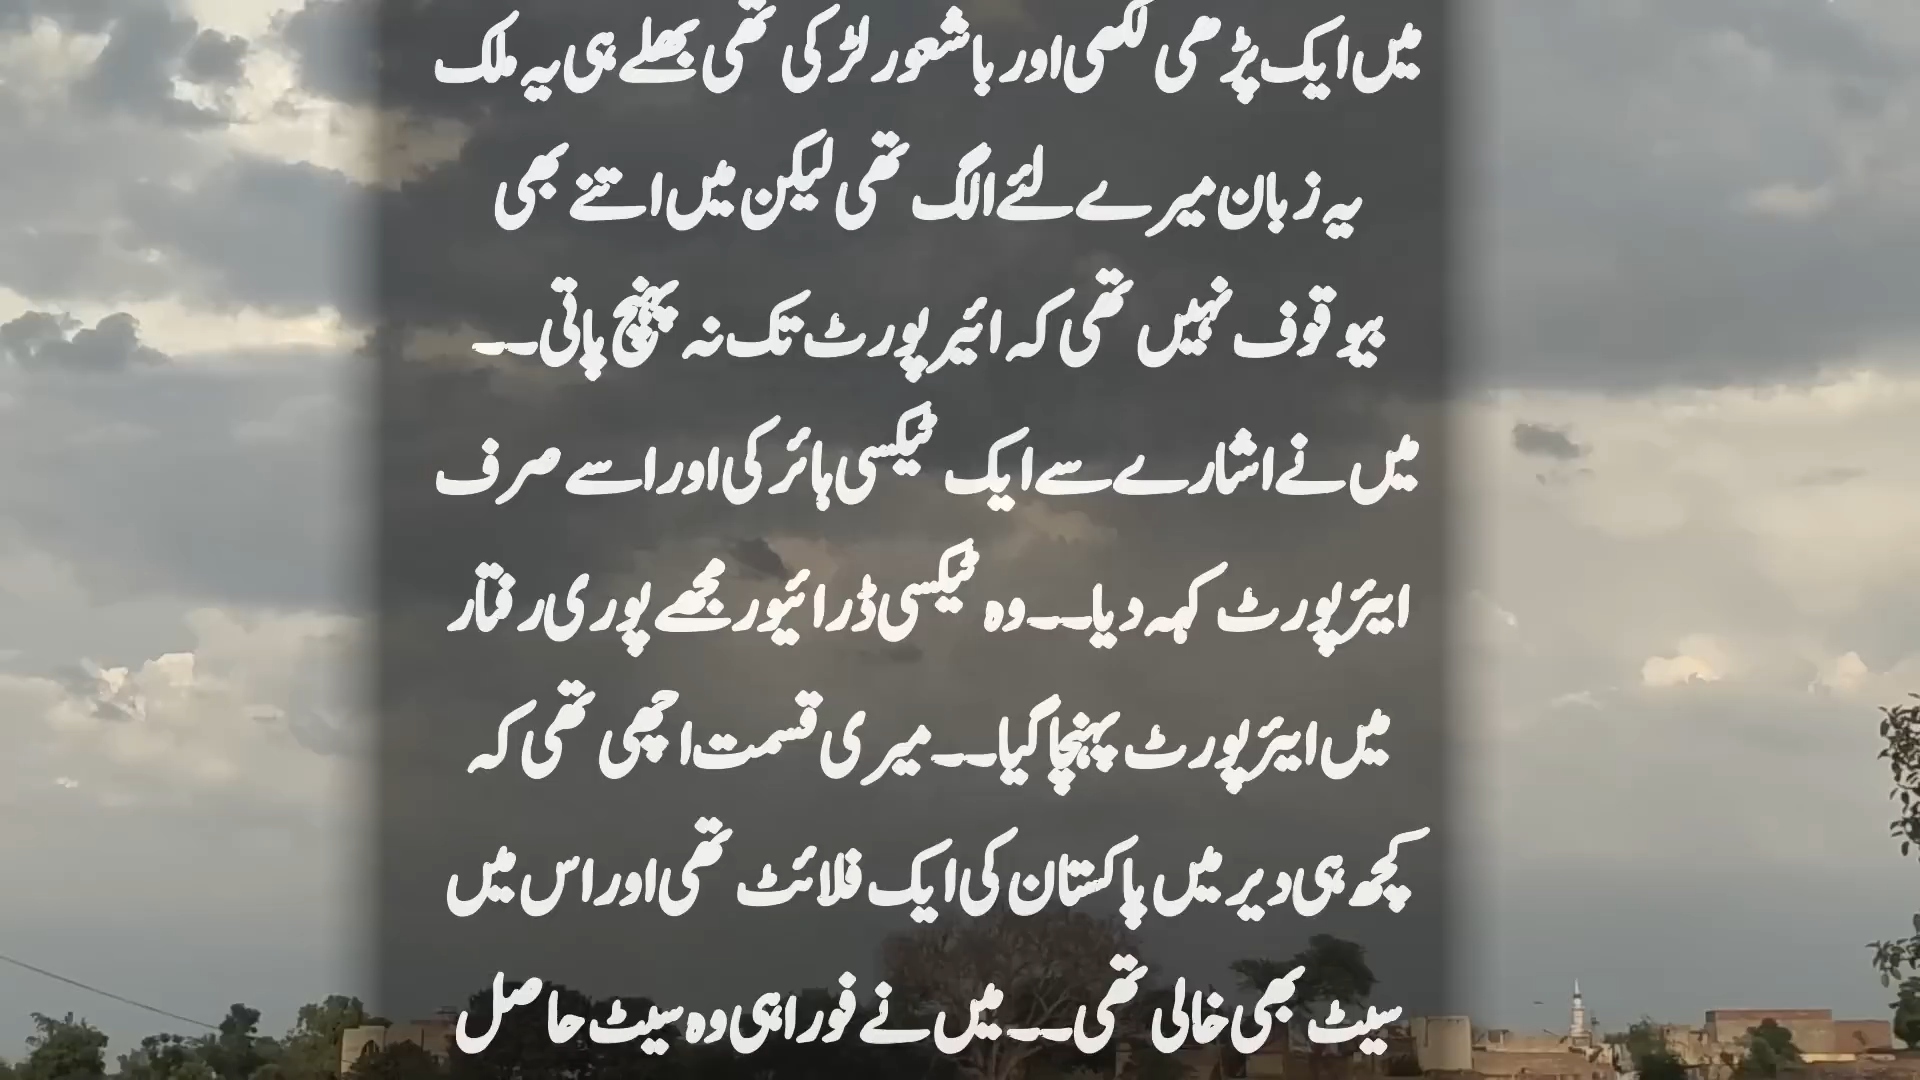 میں ایک پڑھی لکھی اور باشعور لڑکی تھی بھلے ہی یہ ملک
یہ زبان میرے لئے الگ تھی لیکن میں اتنے بھی
بیوقوف نہیں تھی کہ ائیرپورٹ تک نہ پہنچ پاتی۔۔
میں نے اشارے سے ایک ٹیکسی ہائر کی اور اسے صرف
ایئرپورٹ کہہ دیا۔۔ وہ ٹیکسی ڈرائیور مجھے پوری رفتار
میں ایئرپورٹ پہنچا گیا۔۔ میری قسمت اچھی تھی کہ
کچھ ہی دیر میں پاکستان کی ایک فلائٹ تھی اور اس میں
سیٹ بھی خالی تھی۔۔ میں نے فورا ہی وہ سیٹ حاصل